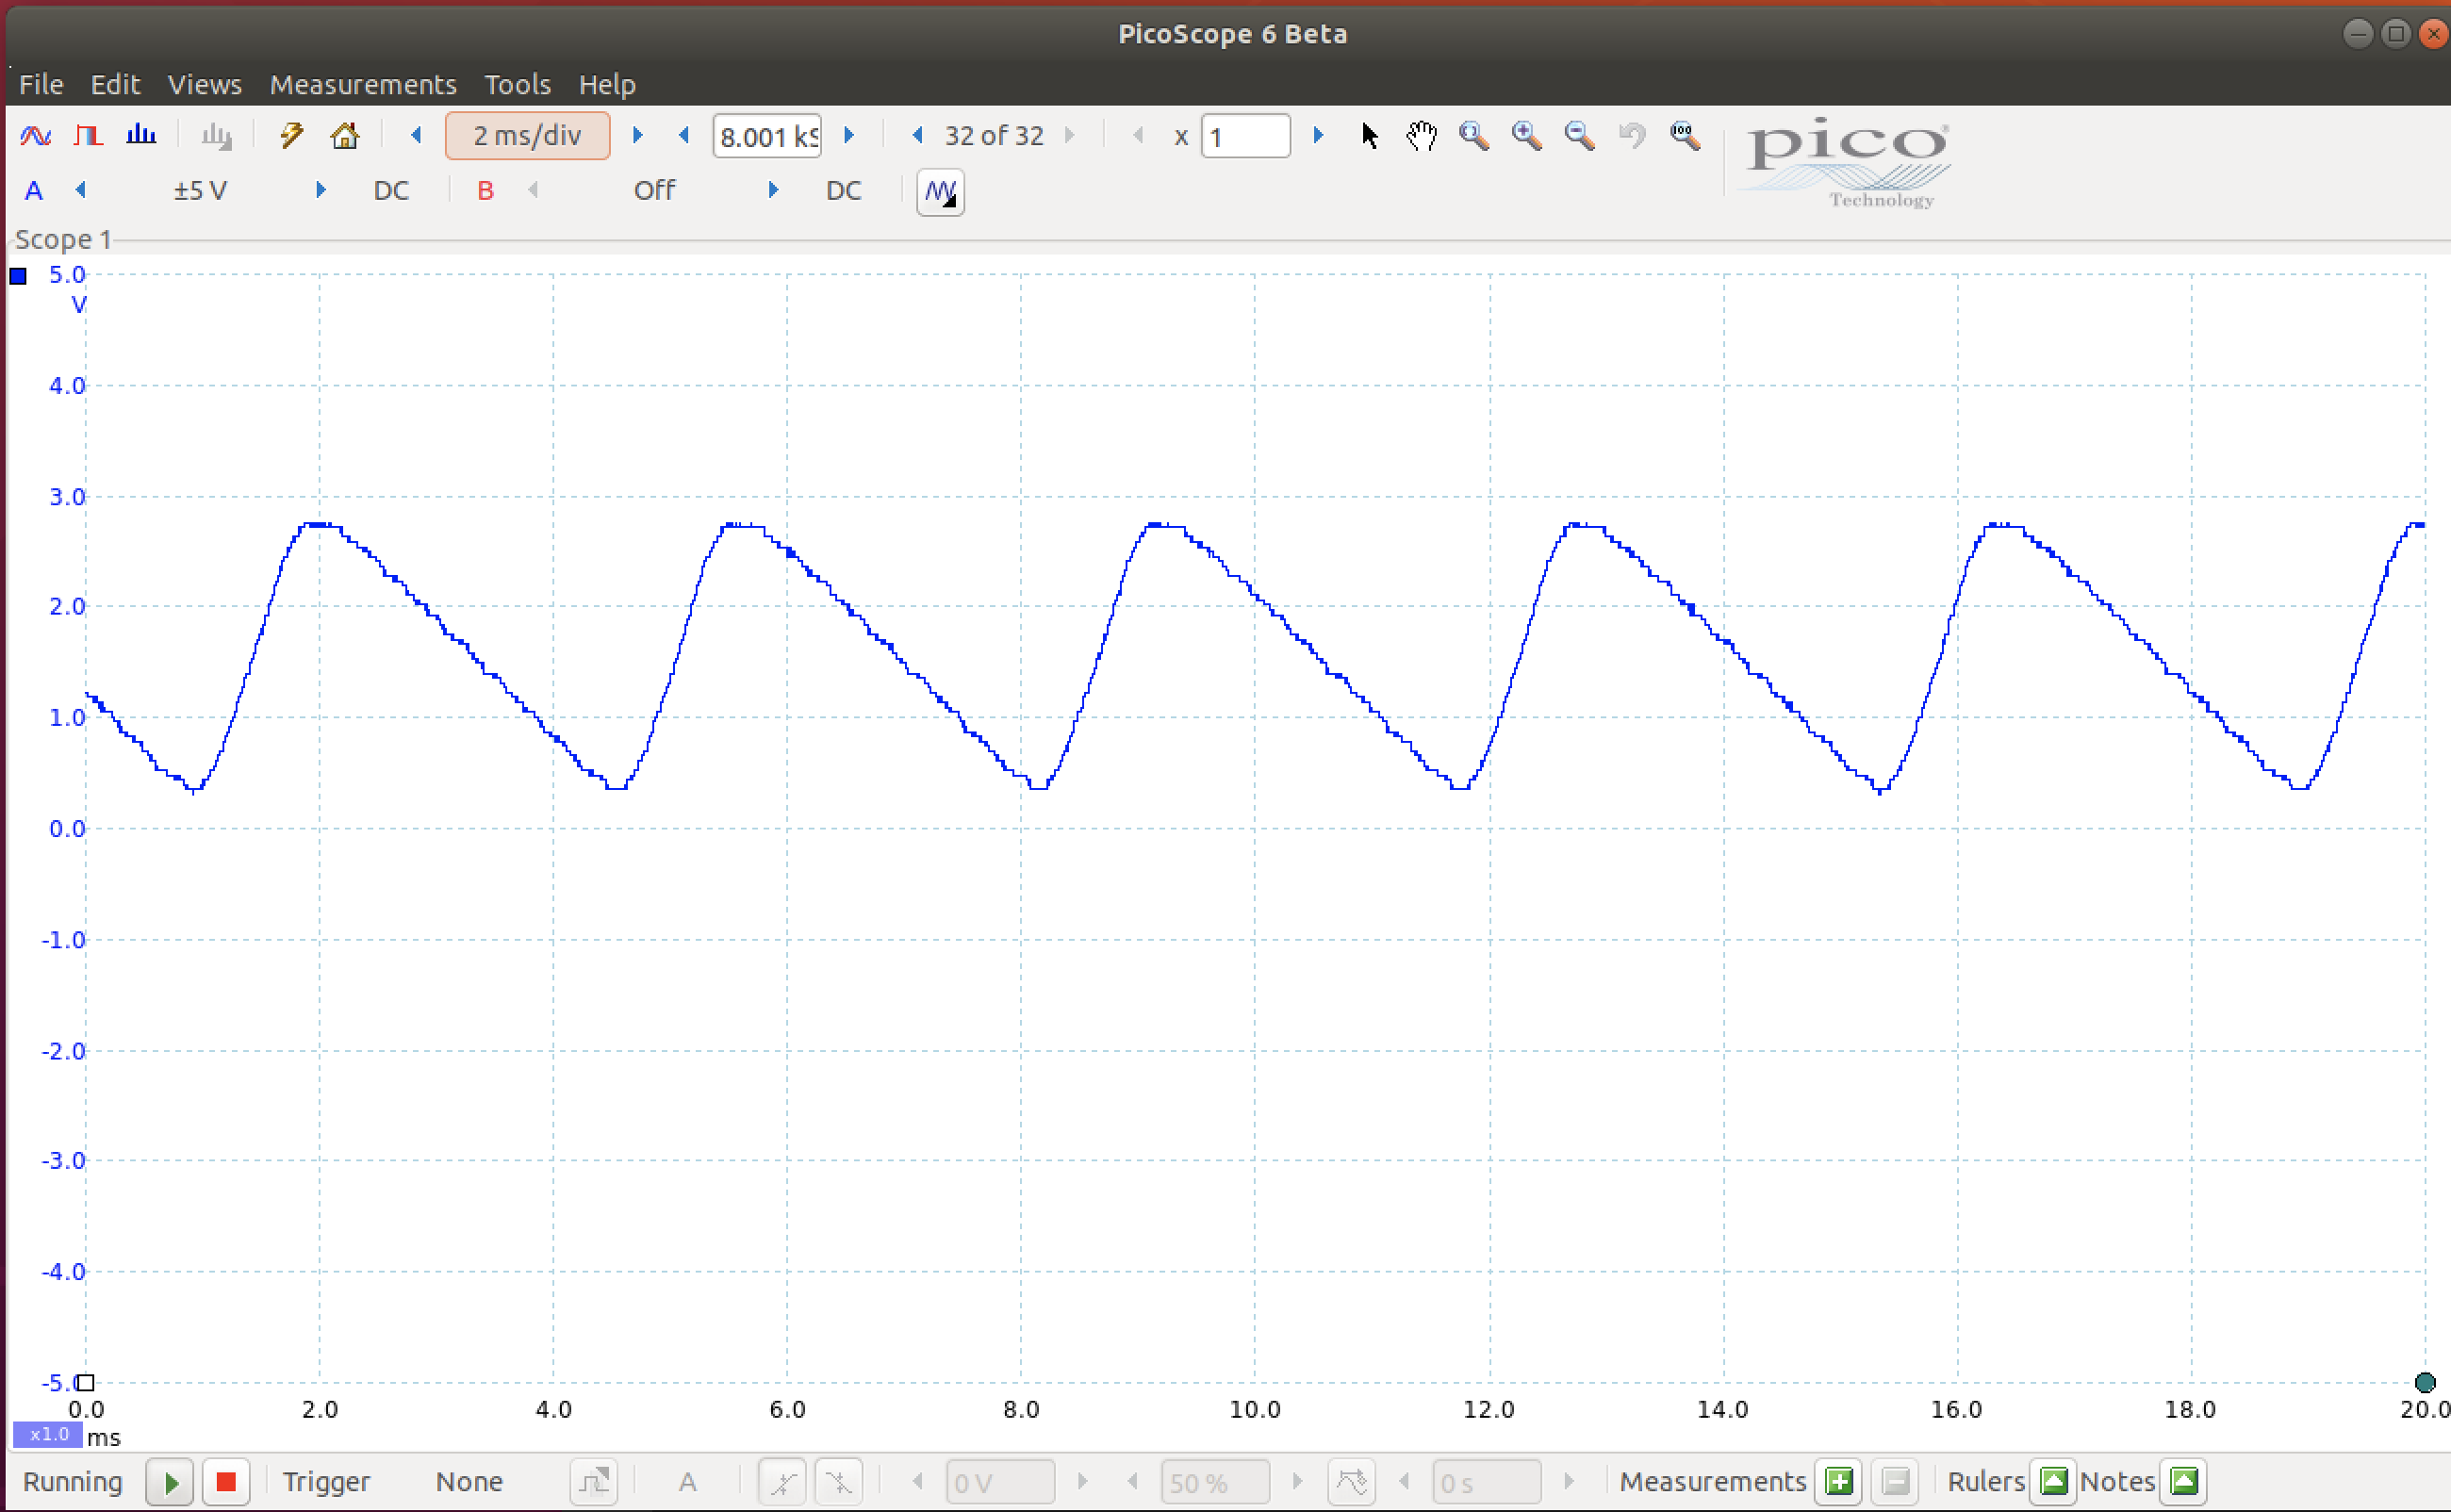 PicoScope 6 Beta
File Edit Views Measurements Tools Help
2 ms/div 8.001 kS 32 of 32 x 1
pico
Technology
A ±5 V DC B Off DC
Scope 1
5.0
V
4.0
3.0
2.0
1.0
0.0
-1.0
-2.0
-3.0
-4.0
-5.0
0.0 2.0 4.0 6.0 8.0 10.0 12.0 14.0 16.0 18.0 20.0
x1.0 ms
Running Trigger None A 0 V 50 % 0 s Measurements Rulers Notes